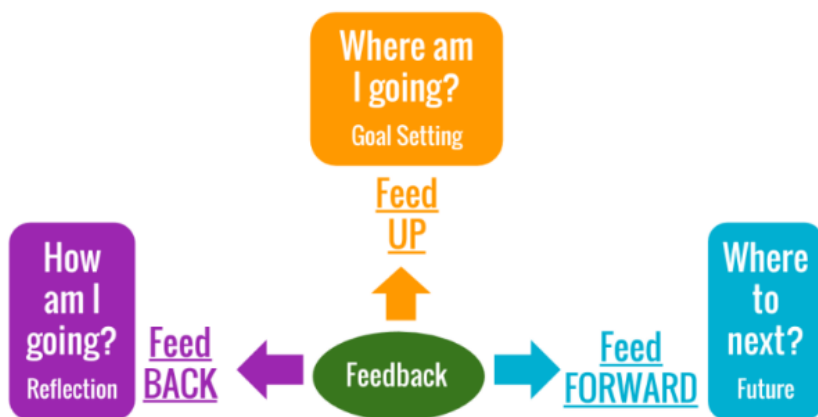 Where am
I going?
Goal Setting
Feed
UP
How
am I
going?
Reflection
Feed
BACK
Feedback
Feed
FORWARD
Where
to
next?
Future